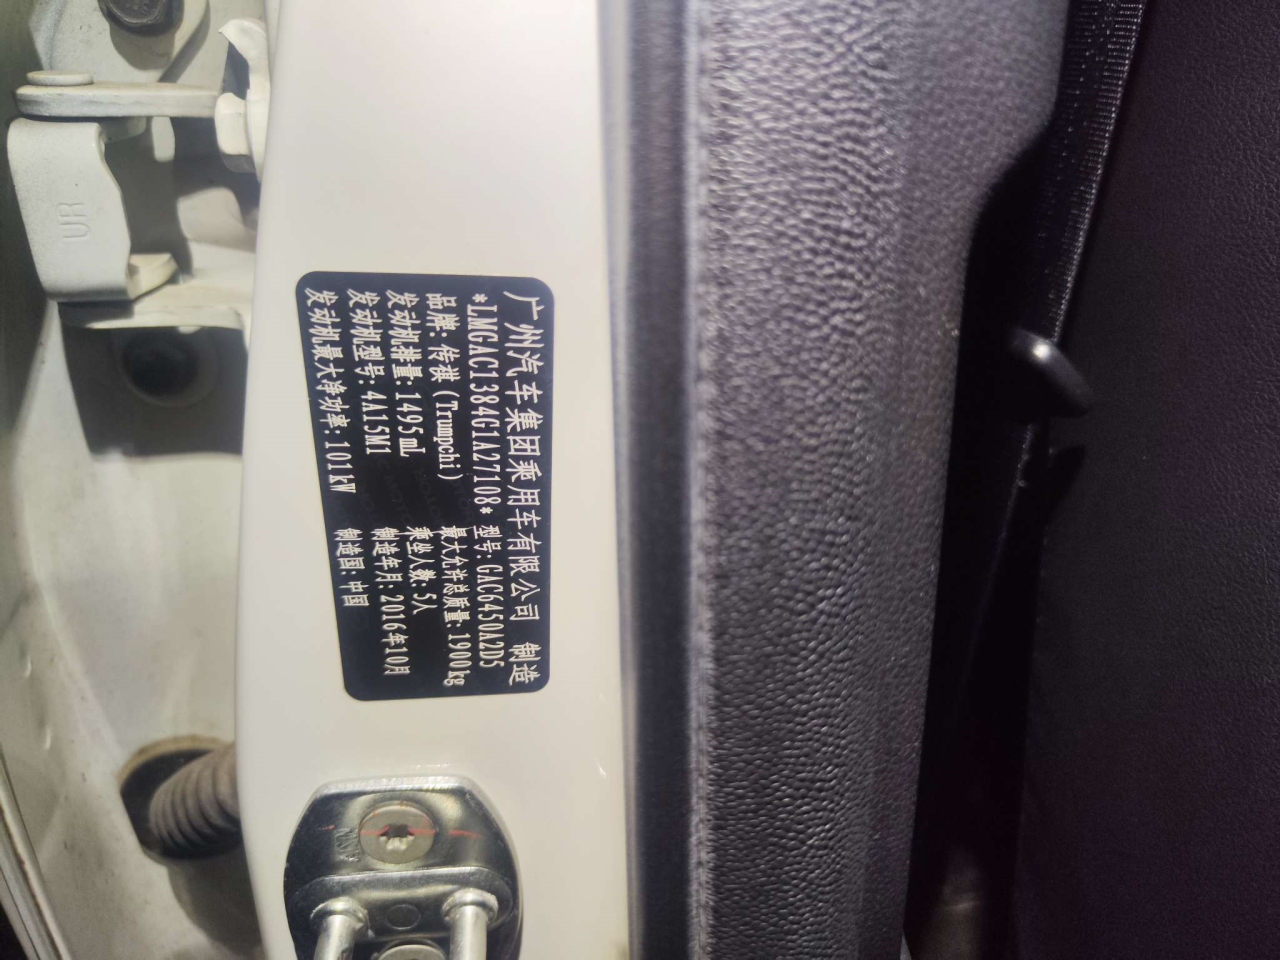 广州汽车集团乘用车有限公司 制造
*LMGAC1384G1A27108* 型号:GAC6450A2D5
品牌:传祺(Trumpchi) 最大允许总质量:1900kg
发动机排量:1495mL 乘坐人数:5人
发动机型号:4A15M1 制造年月:2016年10月
发动机最大净功率:101kW 制造国:中国
UR